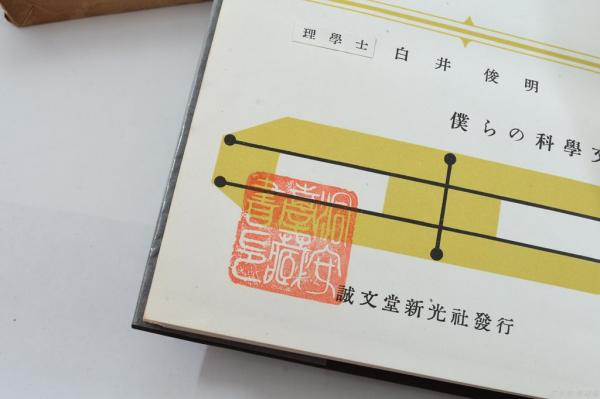 理學士
白井俊明
僕らの科學文
誠文堂新光社發行